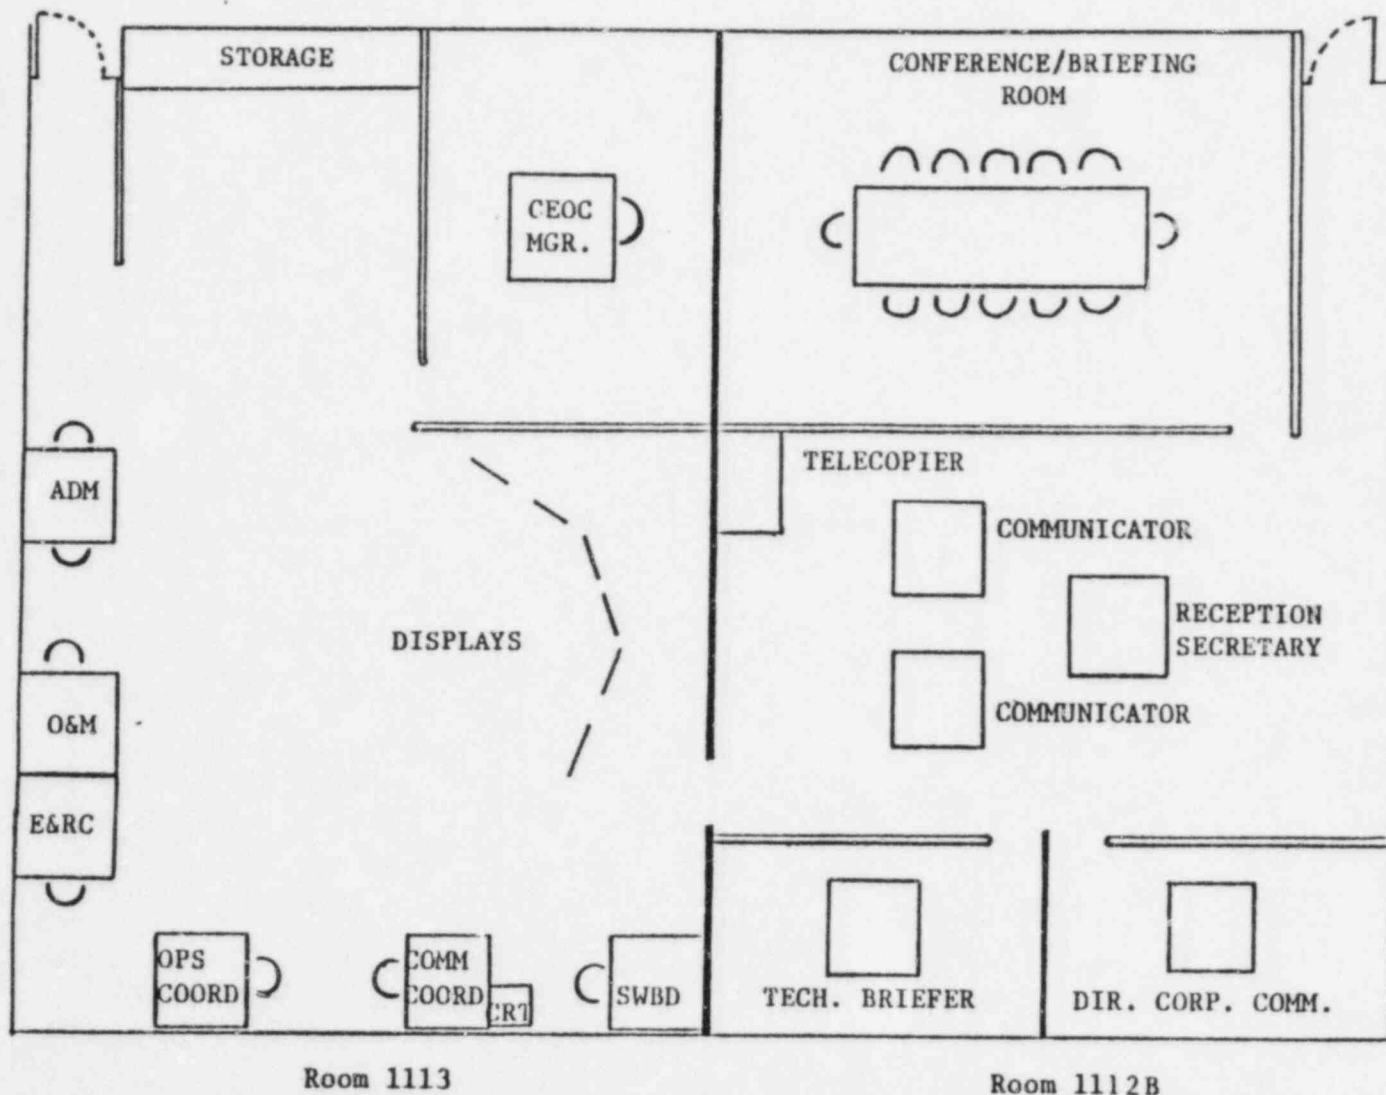 STORAGE
CONFERENCE/BRIEFING
ROOM
CEOC
MGR.
ADM
TELECOPIER
COMMUNICATOR
RECEPTION
SECRETARY
DISPLAYS
COMMUNICATOR
O&M
E&RC
OPS
COORD
COMM
COORD
CRT
SWBD
TECH. BRIEFER
DIR. CORP. COMM.
Room 1113
Room 1112B